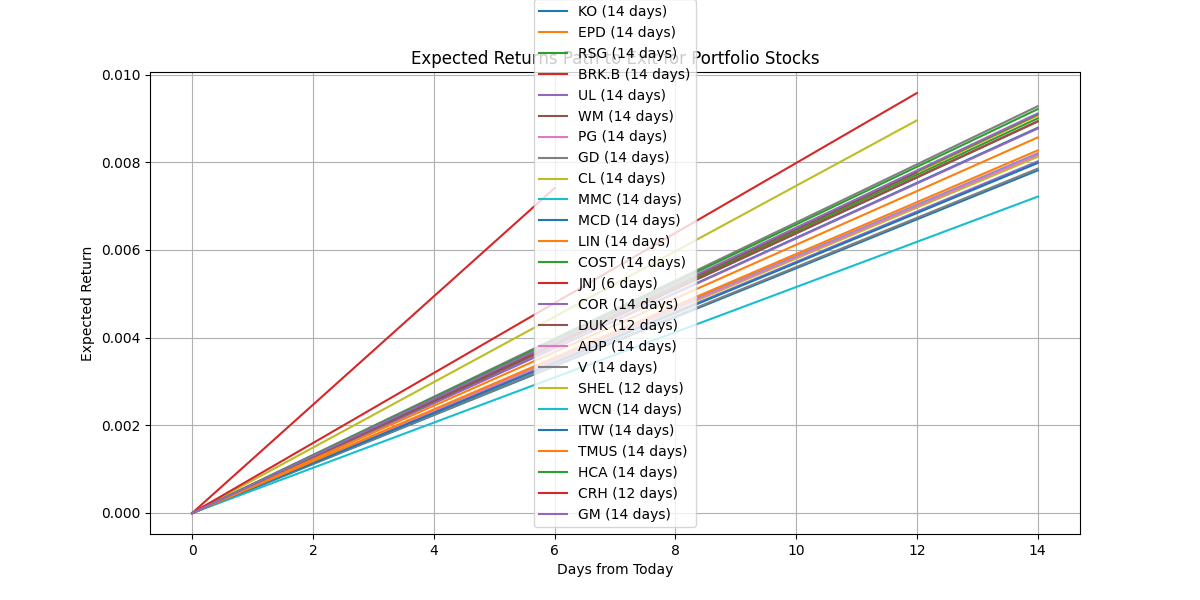 KO (14 days)
EPD (14 days)
RSG (14 days)
Expected Returns Path to Exit for Portfolio Stocks
BRK.B (14 days)
UL (14 days)
WM (14 days)
PG (14 days)
GD (14 days)
CL (14 days)
MMC (14 days)
MCD (14 days)
LIN (14 days)
COST (14 days)
JNJ (6 days)
COR (14 days)
DUK (12 days)
ADP (14 days)
V (14 days)
SHEL (12 days)
WCN (14 days)
ITW (14 days)
TMUS (14 days)
HCA (14 days)
CRH (12 days)
GM (14 days)
0.010
0.008
0.006
0.004
0.002
0.000
Expected Return
0 2 4 6 8 10 12 14
Days from Today